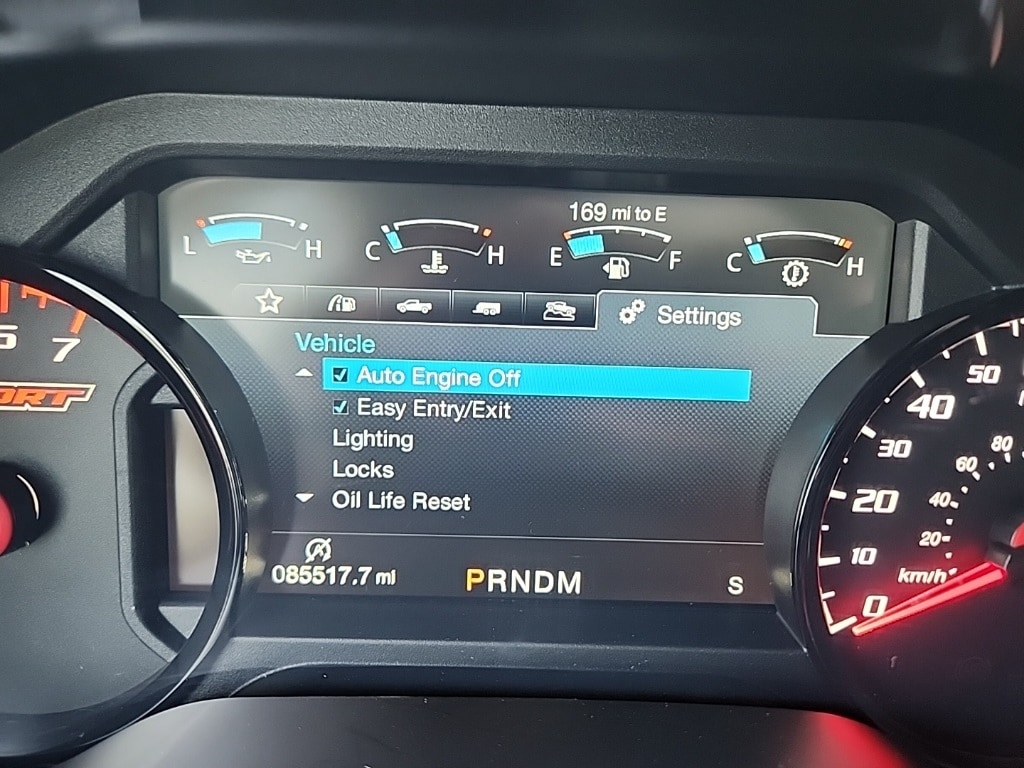 169 mi to E
L H
C H
E F
C H
Settings
Vehicle
Auto Engine Off
Easy Entry/Exit
Lighting
Locks
Oil Life Reset
085517.7 mi
PRNDM
S
7
ORT
50
40
30
20
10
0
80
60
40
20
km/h